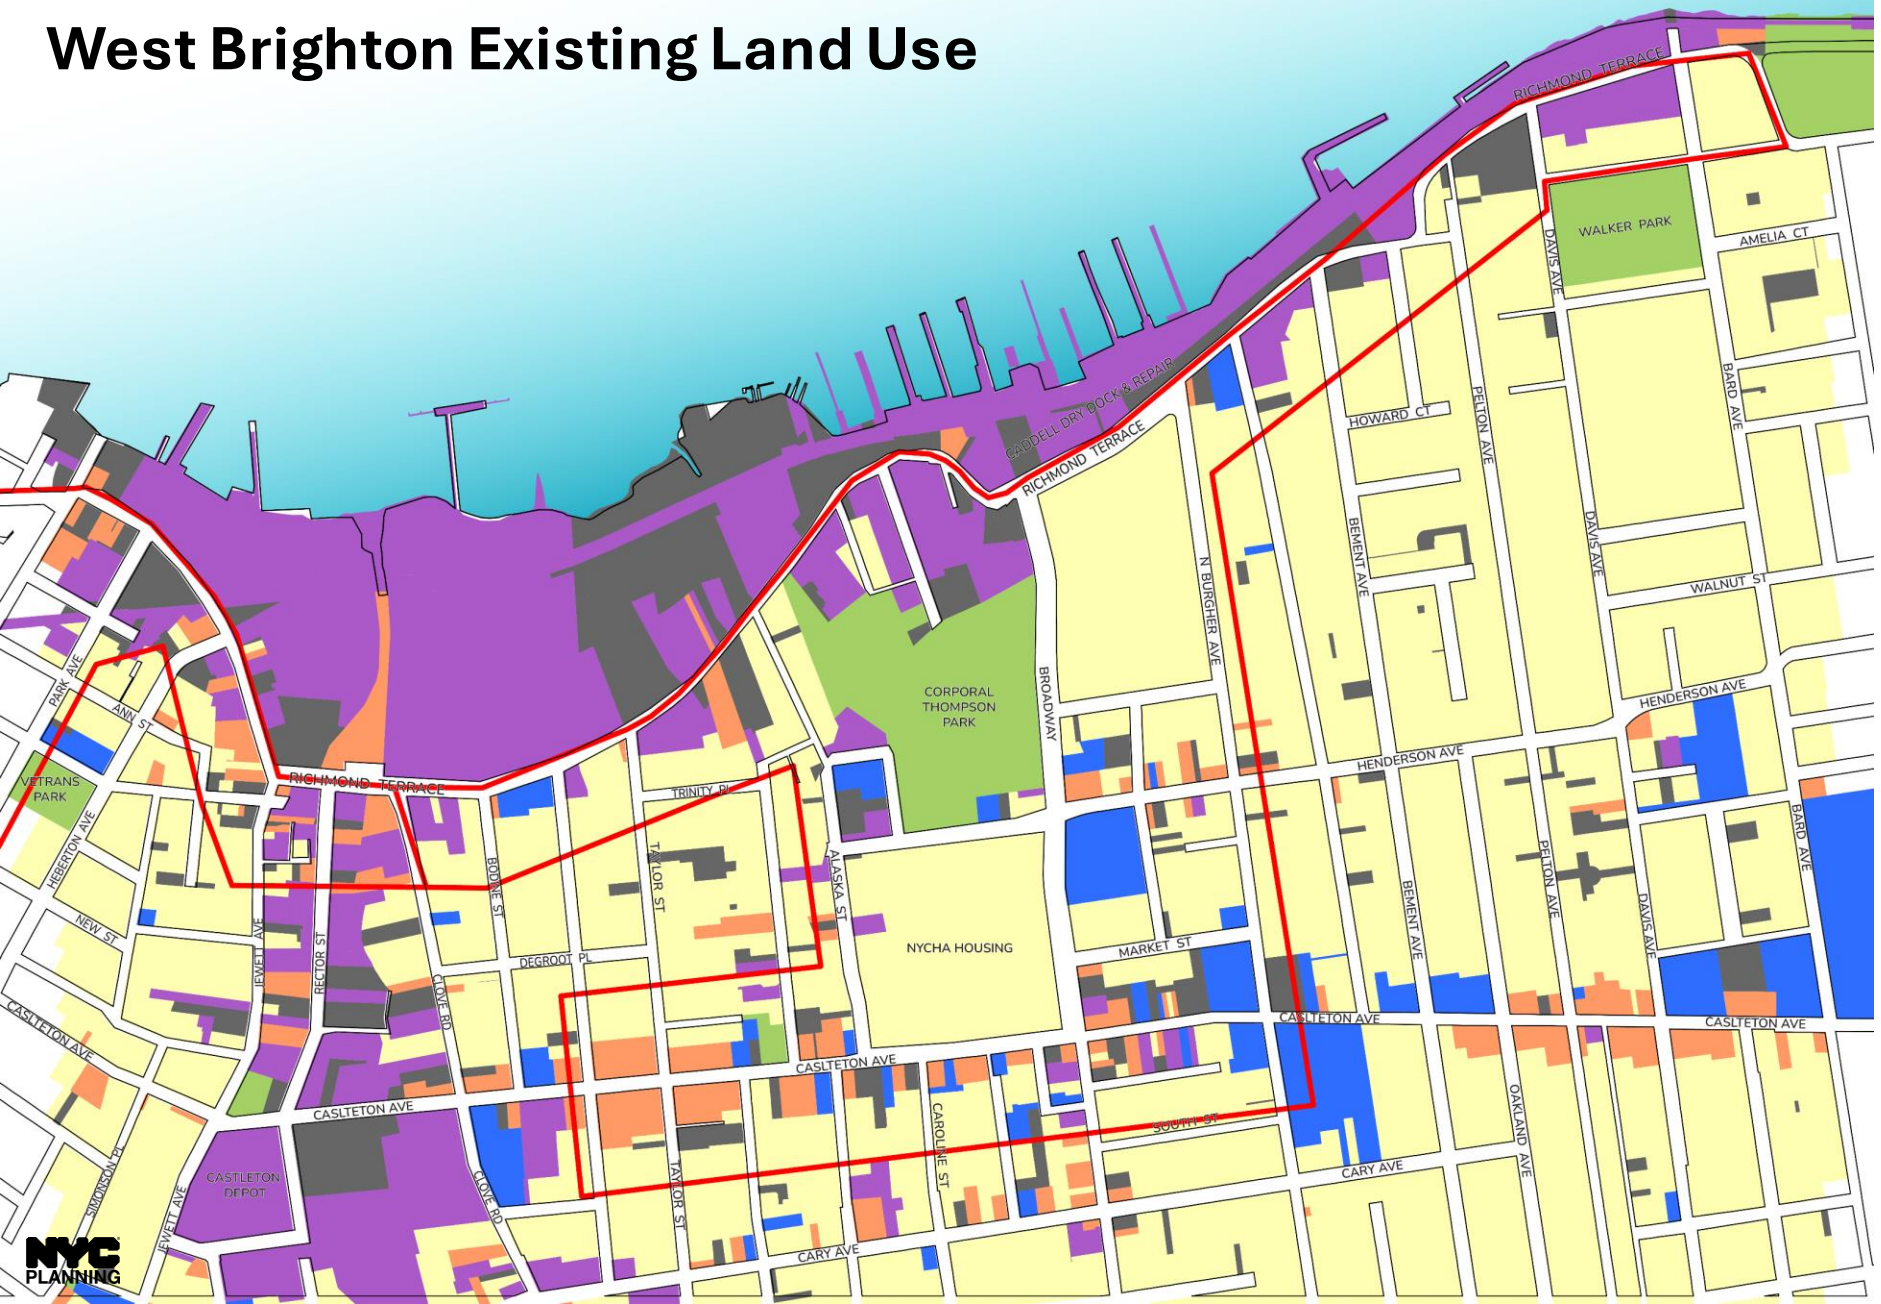 West Brighton Existing Land Use
RICHMOND TERRACE
WALKER PARK
DAVIS AVE
AMELIA CT
CADDELL DRY DOCK & REPAIR
RICHMOND TERRACE
HOWARD CT
PELTON AVE
BARD AVE
BEMENT AVE
DAVIS AVE
N BURGHER AVE
WALNUT ST
PARK AVE
ANN ST
CORPORAL
THOMPSON
PARK
BROADWAY
HENDERSON AVE
HENDERSON AVE
VETRANS
PARK
RICHMOND TERRACE
TRINITY PL
HEBERTON AVE
BODINE ST
TAYLOR ST
ALASKA ST
PELTON AVE
BARD AVE
BEMENT AVE
DAVIS AVE
NEW ST
JEWETT AVE
RECTOR ST
DEGROOT PL
NYCHA HOUSING
MARKET ST
CLOVE RD
CASLTETON AVE
CASLTETON AVE
CASLTETON AVE
CASLTETON AVE
CASLTETON AVE
CAROLINE ST
SOUTH ST
OAKLAND AVE
SIMONSON PL
CASTLETON
DEPOT
JEWETT AVE
CLOVE RD
TAYLOR ST
CARY AVE
CARY AVE
NYC
PLANNING